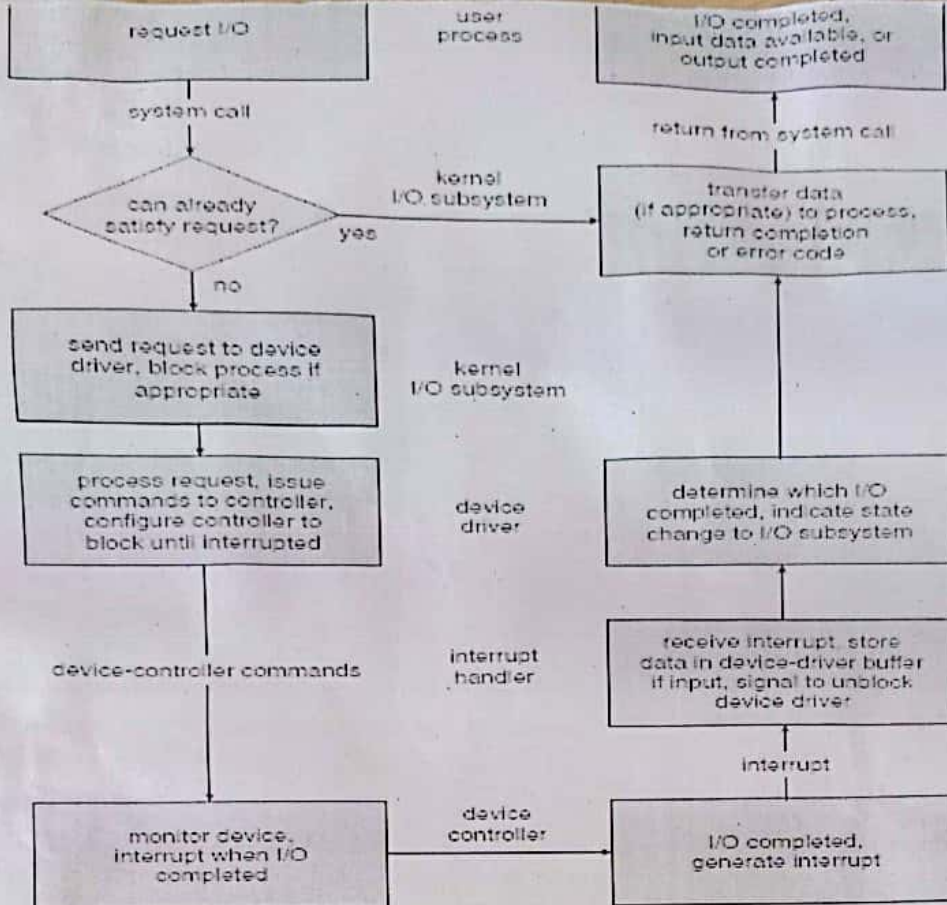 request I/O
user
process
I/O completed,
input data available, or
output completed
system call
return from system call
can already
satisfy request?
yes
kernel
I/O subsystem
transfer data
(if appropriate) to process,
return completion
or error code
no
send request to device
driver, block process if
appropriate
kernel
I/O subsystem
process request, issue
commands to controller,
configure controller to
block until interrupted
device
driver
determine which I/O
completed, indicate state
change to I/O subsystem
device-controller commands
interrupt
handler
receive interrupt, store
data in device-driver buffer
if input, signal to unblock
device driver
interrupt
monitor device,
interrupt when I/O
completed
device
controller
I/O completed,
generate interrupt